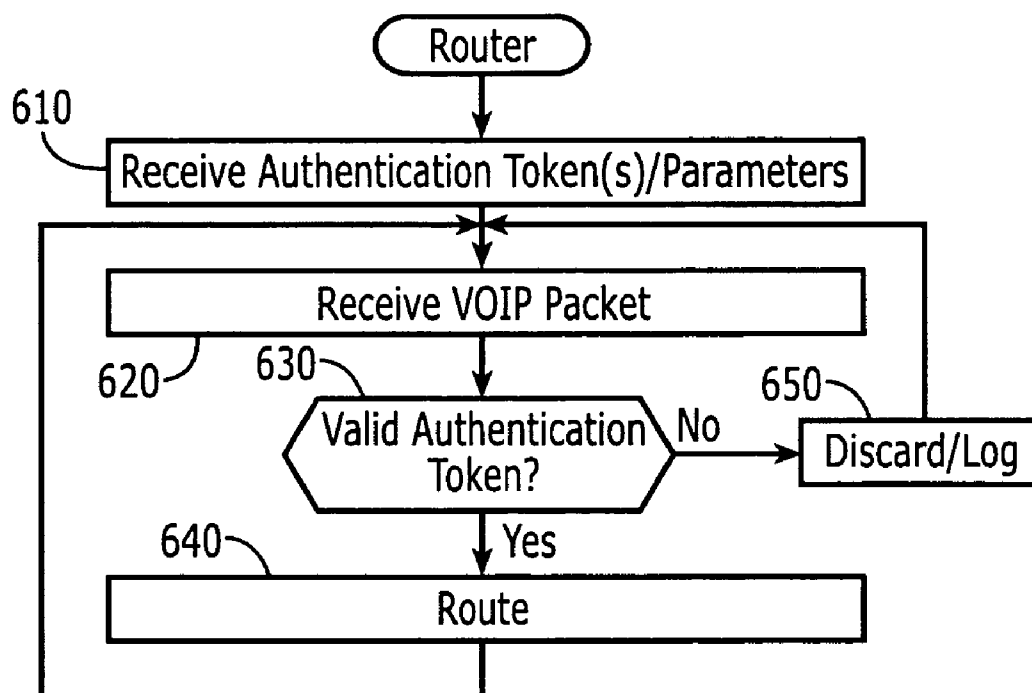 Router
610
Receive Authentication Token(s)/Parameters
Receive VOIP Packet
620
630
Valid Authentication
Token?
No
650
Discard/Log
Yes
640
Route